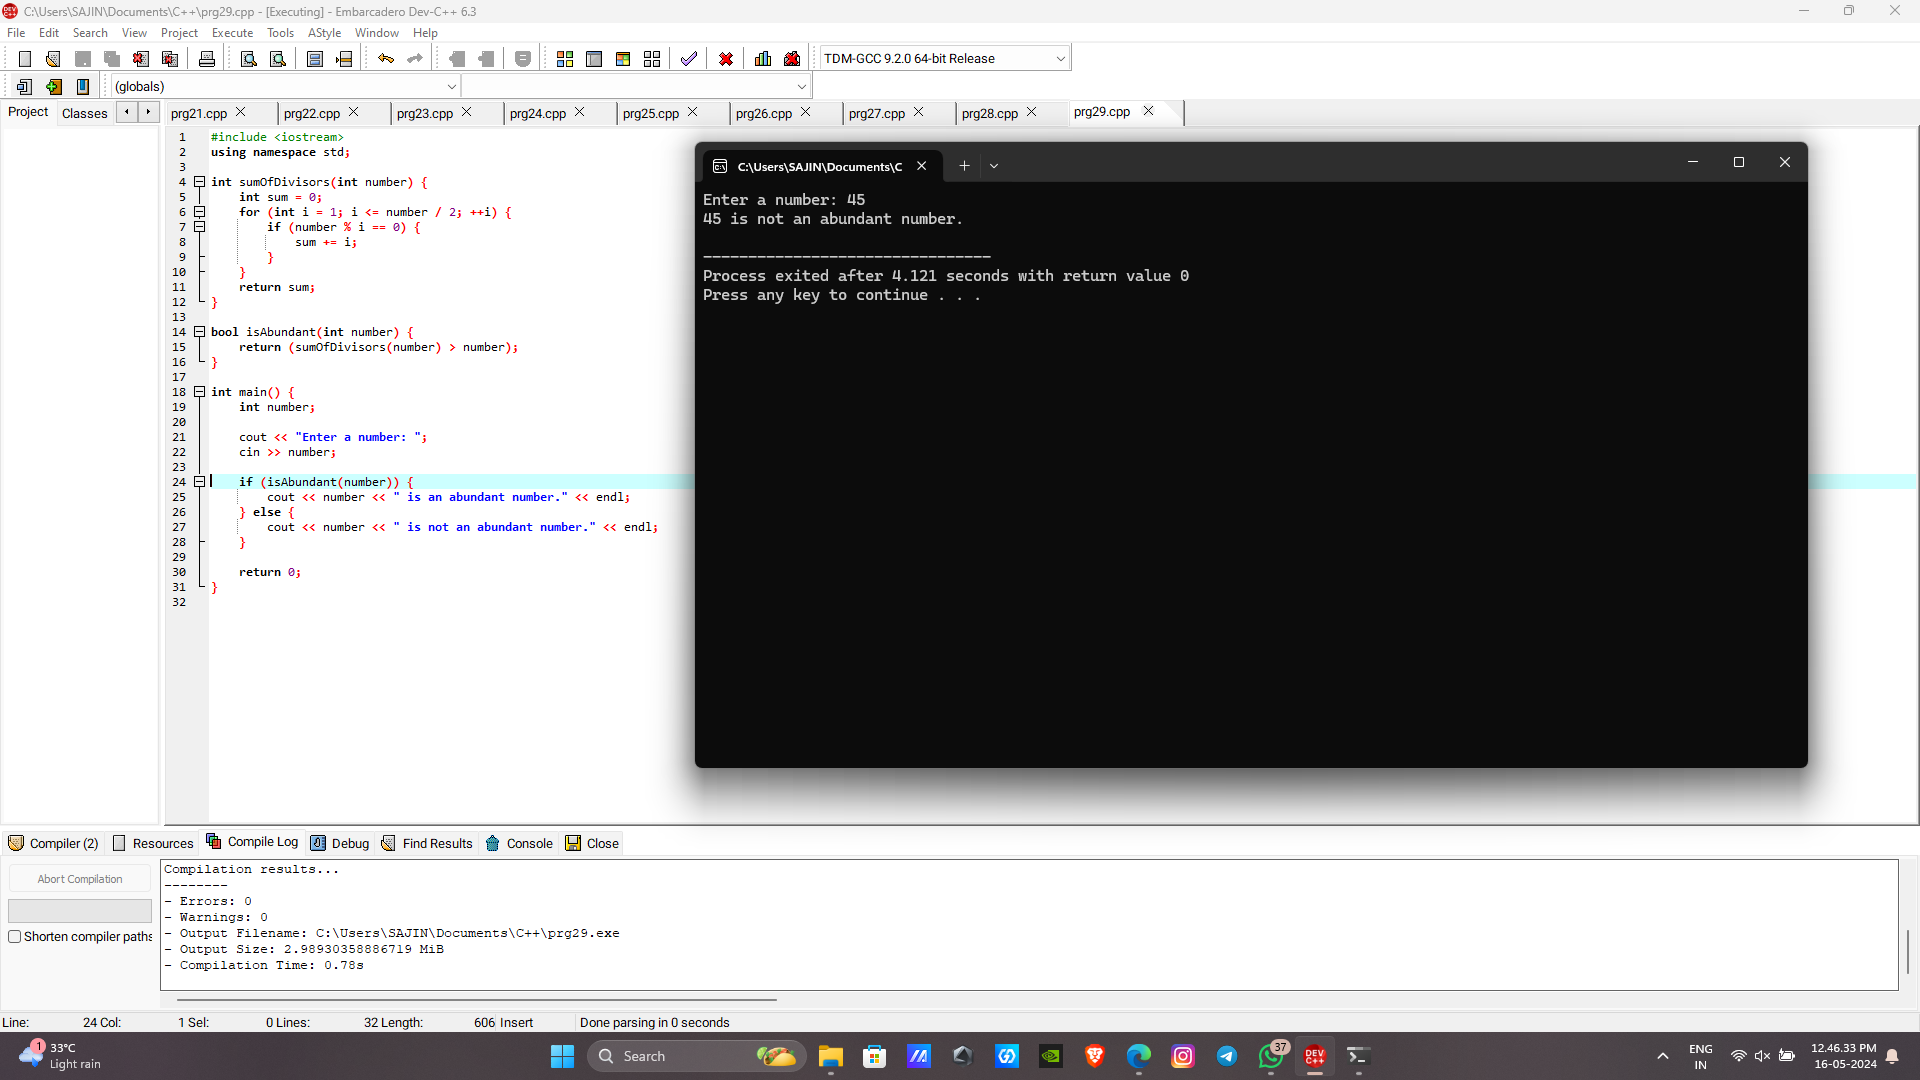 C:\Users\SAJIN\Documents\C++\prg29.cpp - [Executing] - Embarcadero Dev-C++ 6.3
File Edit Search View Project Execute Tools AStyle Window Help
TDM-GCC 9.2.0 64-bit Release
(globals)
Project Classes prg21.cpp prg22.cpp prg23.cpp prg24.cpp prg25.cpp prg26.cpp prg27.cpp prg28.cpp prg29.cpp
1 #include <iostream>
2 using namespace std;
3
4 int sumOfDivisors(int number) {
5 int sum = 0;
6 for (int i = 1; i <= number / 2; ++i) {
7 if (number % i == 0) {
8 sum += i;
9 }
10 }
11 return sum;
12 }
13
14 bool isAbundant(int number) {
15 return (sumOfDivisors(number) > number);
16 }
17
18 int main() {
19 int number;
20
21 cout << "Enter a number: ";
22 cin >> number;
23
24 if (isAbundant(number)) {
25 cout << number << " is an abundant number." << endl;
26 } else {
27 cout << number << " is not an abundant number." << endl;
28 }
29
30 return 0;
31 }
32
C:\Users\SAJIN\Documents\C
Enter a number: 45
45 is not an abundant number.
--------------------------------
Process exited after 4.121 seconds with return value 0
Press any key to continue . . .
Compiler (2) Resources Compile Log Debug Find Results Console Close
Abort Compilation
Shorten compiler paths
Compilation results...
--------
- Errors: 0
- Warnings: 0
- Output Filename: C:\Users\SAJIN\Documents\C++\prg29.exe
- Output Size: 2.98930358886719 MiB
- Compilation Time: 0.78s
Line: 24 Col: 1 Sel: 0 Lines: 32 Length: 606 Insert Done parsing in 0 seconds
1
33°C
Light rain
Search
DEV C++
37
ENG
IN
12.46.33 PM
16-05-2024